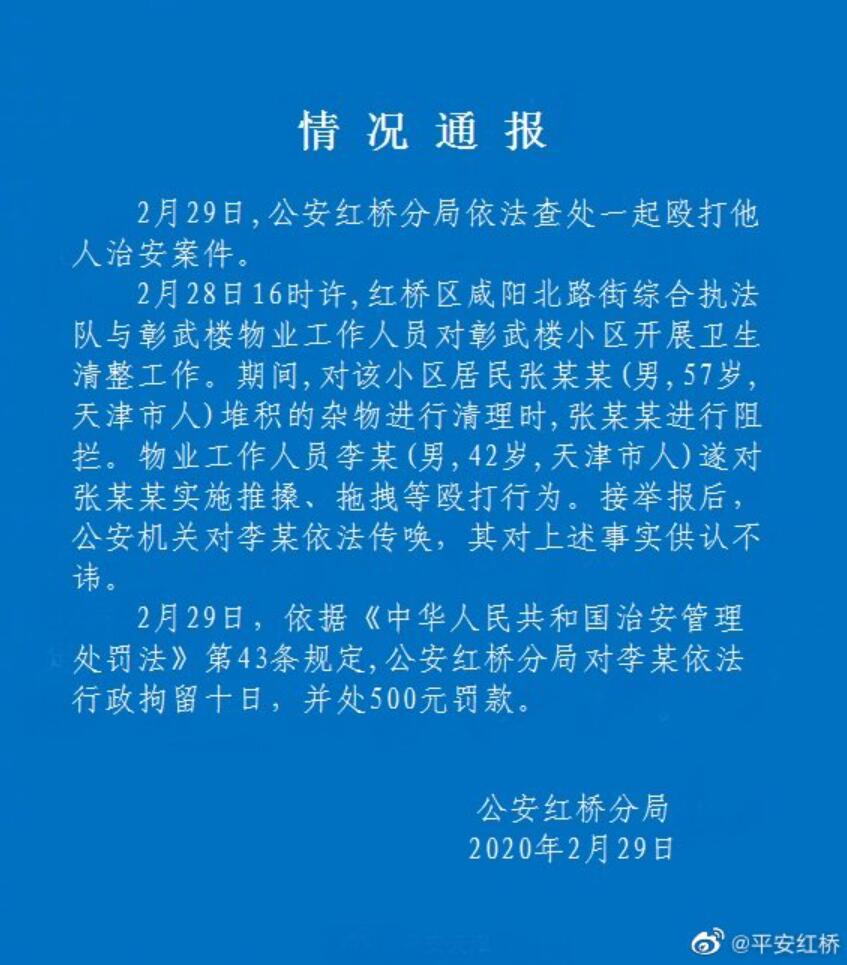 情况通报
2月29日,公安红桥分局依法查处一起殴打他
人治安案件。
2月28日16时许,红桥区咸阳北路街综合执法
队与彰武楼物业工作人员对彰武楼小区开展卫生
清整工作。期间,对该小区居民张某某(男,57岁,
天津市人)堆积的杂物进行清理时,张某某进行阻
拦。物业工作人员李某(男,42岁,天津市人)遂对
张某某实施推搡、拖拽等殴打行为。接举报后，
公安机关对李某依法传唤，其对上述事实供认不
讳。
2月29日，依据《中华人民共和国治安管理
处罚法》第43条规定,公安红桥分局对李某依法
行政拘留十日，并处500元罚款。
公安红桥分局
2020年2月29日
@平安红桥